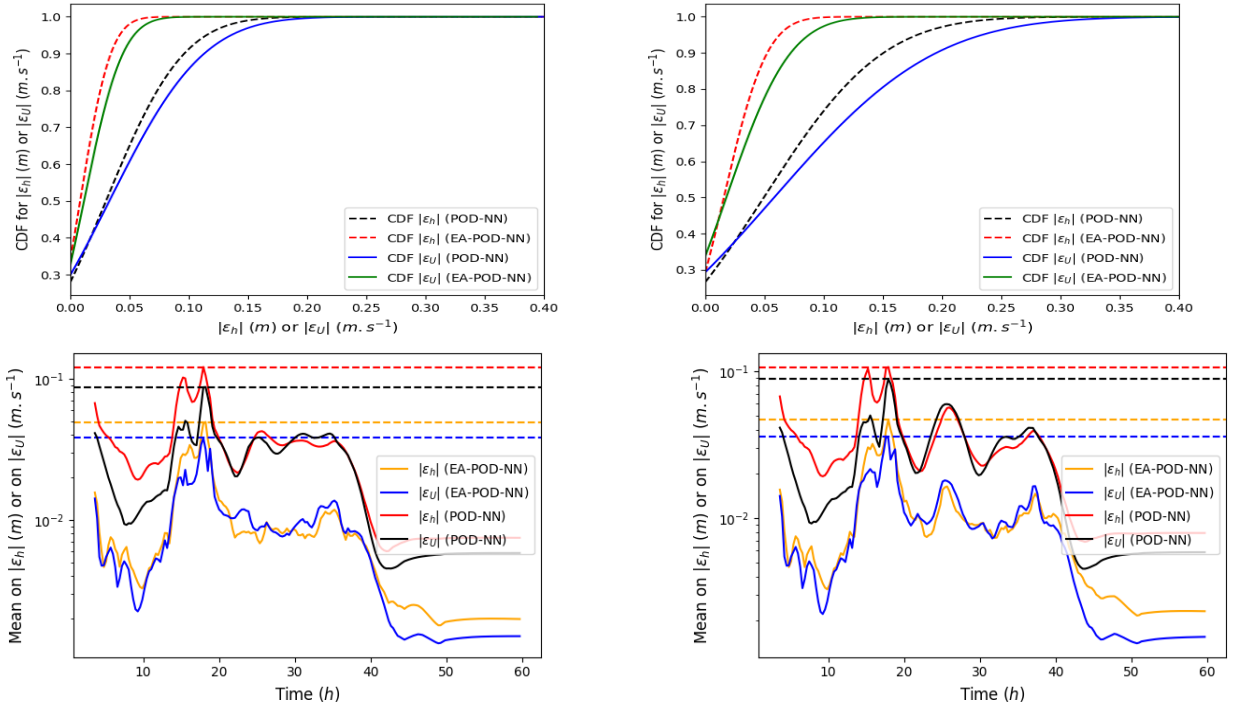 CDF for |ε_h| (m) or |ε_U| (m.s⁻¹)
1.0
0.9
0.8
0.7
0.6
0.5
0.4
0.3
CDF |ε_h| (POD-NN)
CDF |ε_h| (EA-POD-NN)
CDF |ε_U| (POD-NN)
CDF |ε_U| (EA-POD-NN)
0.00 0.05 0.10 0.15 0.20 0.25 0.30 0.35 0.40
|ε_h| (m) or |ε_U| (m.s⁻¹)
CDF for |ε_h| (m) or |ε_U| (m.s⁻¹)
1.0
0.9
0.8
0.7
0.6
0.5
0.4
0.3
CDF |ε_h| (POD-NN)
CDF |ε_h| (EA-POD-NN)
CDF |ε_U| (POD-NN)
CDF |ε_U| (EA-POD-NN)
0.00 0.05 0.10 0.15 0.20 0.25 0.30 0.35 0.40
|ε_h| (m) or |ε_U| (m.s⁻¹)
Mean on |ε_h| (m) or on |ε_U| (m.s⁻¹)
10⁻¹
10⁻²
|ε_h| (EA-POD-NN)
|ε_U| (EA-POD-NN)
|ε_h| (POD-NN)
|ε_U| (POD-NN)
10 20 30 40 50 60
Time (h)
Mean on |ε_h| (m) or on |ε_U| (m.s⁻¹)
10⁻¹
10⁻²
|ε_h| (EA-POD-NN)
|ε_U| (EA-POD-NN)
|ε_h| (POD-NN)
|ε_U| (POD-NN)
10 20 30 40 50 60
Time (h)